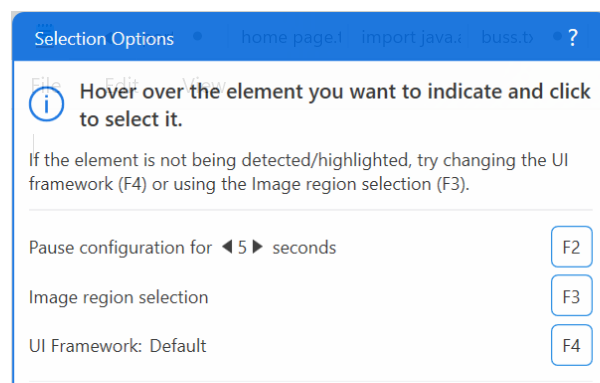 Selection Options
home page.t
import java.a
buss.tx
?
File
Edit
View
Hover over the element you want to indicate and click
to select it.
If the element is not being detected/highlighted, try changing the UI
framework (F4) or using the Image region selection (F3).
Pause configuration for ◀ 5 ▶ seconds
F2
Image region selection
F3
UI Framework: Default
F4